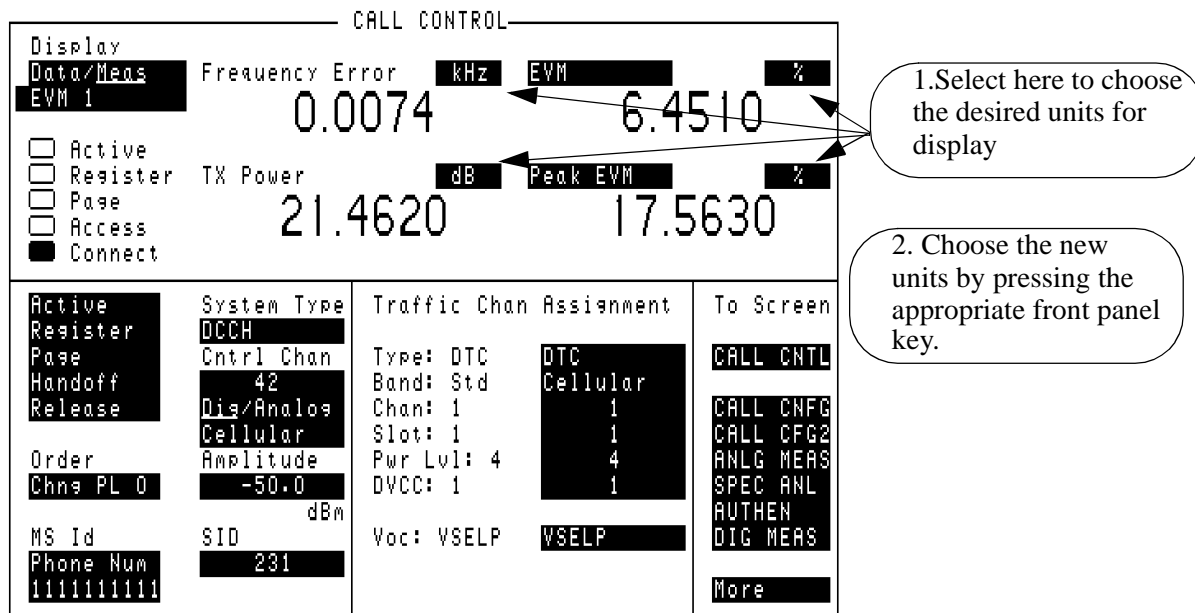 CALL CONTROL
Display
Data/Meas
EVM 1
Frequency Error kHz
0.0074
EVM %
6.4510
Active
Register
Page
Access
Connect
TX Power dB
21.4620
Peak EVM %
17.5630
1.Select here to choose
the desired units for
display
2. Choose the new
units by pressing the
appropriate front panel
key.
Active
Register
Page
Handoff
Release
Order
Chng PL 0
MS Id
Phone Num
1111111111
System Type
DCCH
Cntrl Chan
42
Dig/Analog
Cellular
Amplitude
-50.0
dBm
SID
231
Traffic Chan Assignment
Type: DTC DTC
Band: Std Cellular
Chan: 1 1
Slot: 1 1
Pwr Lvl: 4 4
DVCC: 1 1
Voc: VSELP VSELP
To Screen
CALL CNTL
CALL CNFG
CALL CFG2
ANLG MEAS
SPEC ANL
AUTHEN
DIG MEAS
More